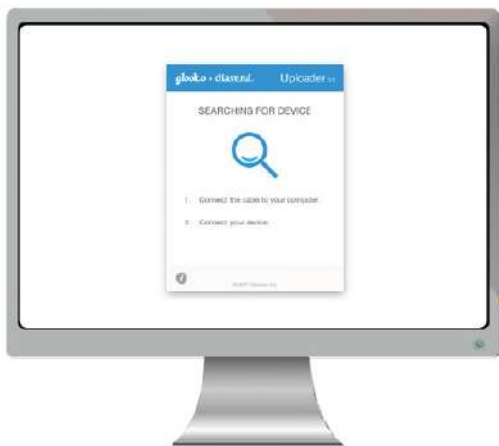 glooko + diasend. Uploader
SEARCHING FOR DEVICE
1. Connect the cable to your computer.
2. Connect your device.